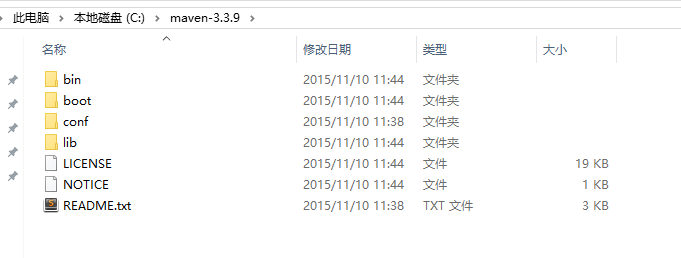 此电脑 > 本地磁盘 (C:) > maven-3.3.9 >
名称 修改日期 类型 大小
bin 2015/11/10 11:44 文件夹
boot 2015/11/10 11:44 文件夹
conf 2015/11/10 11:38 文件夹
lib 2015/11/10 11:44 文件夹
LICENSE 2015/11/10 11:44 文件 19 KB
NOTICE 2015/11/10 11:44 文件 1 KB
README.txt 2015/11/10 11:38 TXT 文件 3 KB